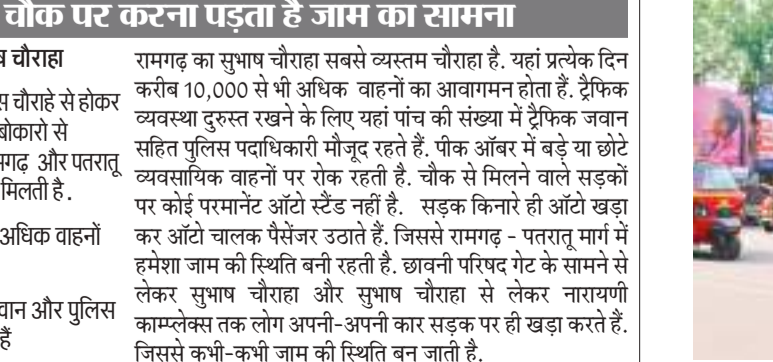 चौक पर करना पड़ता है जाम का सामना
चौराहा
स चौराहे से होकर
बोकारो से
मगढ़ और पतरातू
मिलती है.
अधिक वाहनों
वान और पुलिस
हैं
रामगढ़ का सुभाष चौराहा सबसे व्यस्तम चौराहा है. यहां प्रत्येक दिन
करीब 10,000 से भी अधिक वाहनों का आवागमन होता हैं. ट्रैफिक
व्यवस्था दुरुस्त रखने के लिए यहां पांच की संख्या में ट्रैफिक जवान
सहित पुलिस पदाधिकारी मौजूद रहते हैं. पीक ऑबर में बड़े या छोटे
व्यवसायिक वाहनों पर रोक रहती है. चौक से मिलने वाले सड़कों
पर कोई परमानेंट ऑटो स्टैंड नहीं है. सड़क किनारे ही ऑटो खड़ा
कर ऑटो चालक पैसेंजर उठाते हैं. जिससे रामगढ़ - पतरातू मार्ग में
हमेशा जाम की स्थिति बनी रहती है. छावनी परिषद गेट के सामने से
लेकर सुभाष चौराहा और सुभाष चौराहा से लेकर नारायणी
काम्प्लेक्स तक लोग अपनी-अपनी कार सड़क पर ही खड़ा करते हैं.
जिससे कभी-कभी जाम की स्थिति बन जाती है.